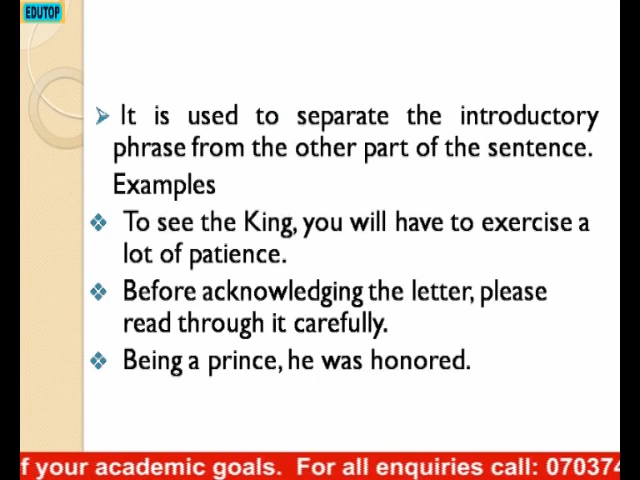 EDUTOP
It is used to separate the introductory
phrase from the other part of the sentence.
Examples
To see the King, you will have to exercise a
lot of patience.
Before acknowledging the letter, please
read through it carefully.
Being a prince, he was honored.
f your academic goals. For all enquiries call: 070374